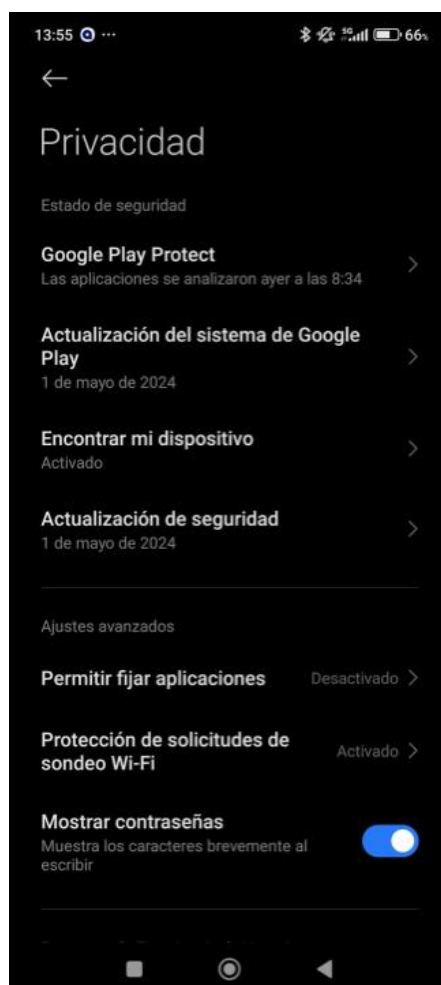 13:55 ··· 5G 66%
Privacidad
Estado de seguridad
Google Play Protect
Las aplicaciones se analizaron ayer a las 8:34
Actualización del sistema de Google
Play
1 de mayo de 2024
Encontrar mi dispositivo
Activado
Actualización de seguridad
1 de mayo de 2024
Ajustes avanzados
Permitir fijar aplicaciones Desactivado
Protección de solicitudes de
sondeo Wi-Fi Activado
Mostrar contraseñas
Muestra los caracteres brevemente al
escribir